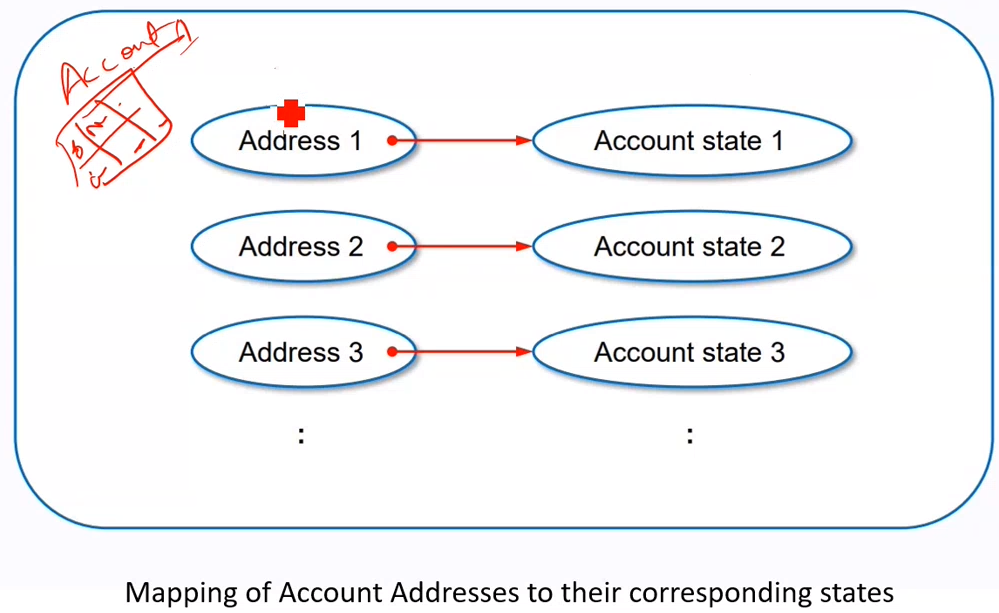 Account 1
Address 1 Account state 1
Address 2 Account state 2
Address 3 Account state 3
: :
Mapping of Account Addresses to their corresponding states